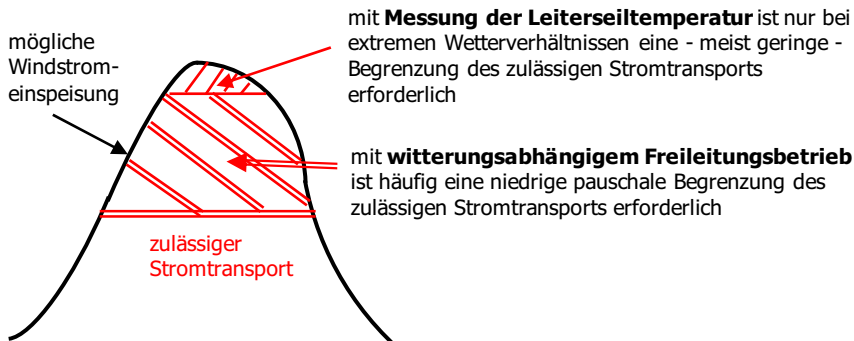 mögliche
Windstrom-
einspeisung
mit Messung der Leiterseiltemperatur ist nur bei
extremen Wetterverhältnissen eine - meist geringe -
Begrenzung des zulässigen Stromtransports
erforderlich
mit witterungsabhängigem Freileitungsbetrieb
ist häufig eine niedrige pauschale Begrenzung des
zulässigen Stromtransports erforderlich
zulässiger
Stromtransport